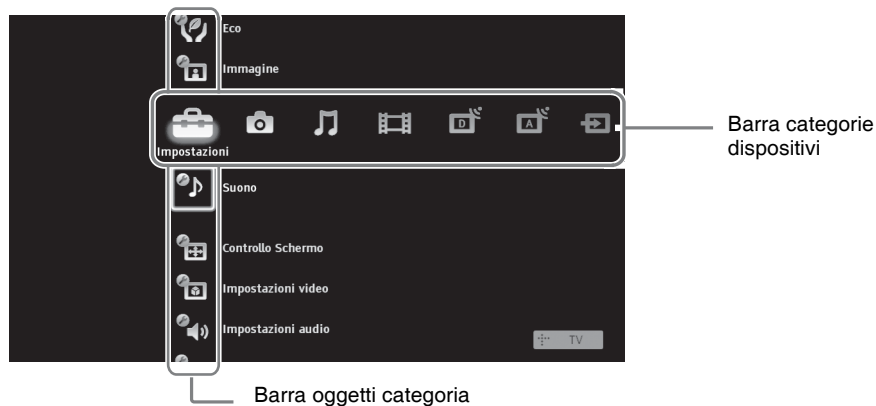 Eco
Immagine
Impostazioni
D
A
Barra categorie
dispositivi
Suono
Controllo Schermo
Impostazioni video
Impostazioni audio
TV
Barra oggetti categoria